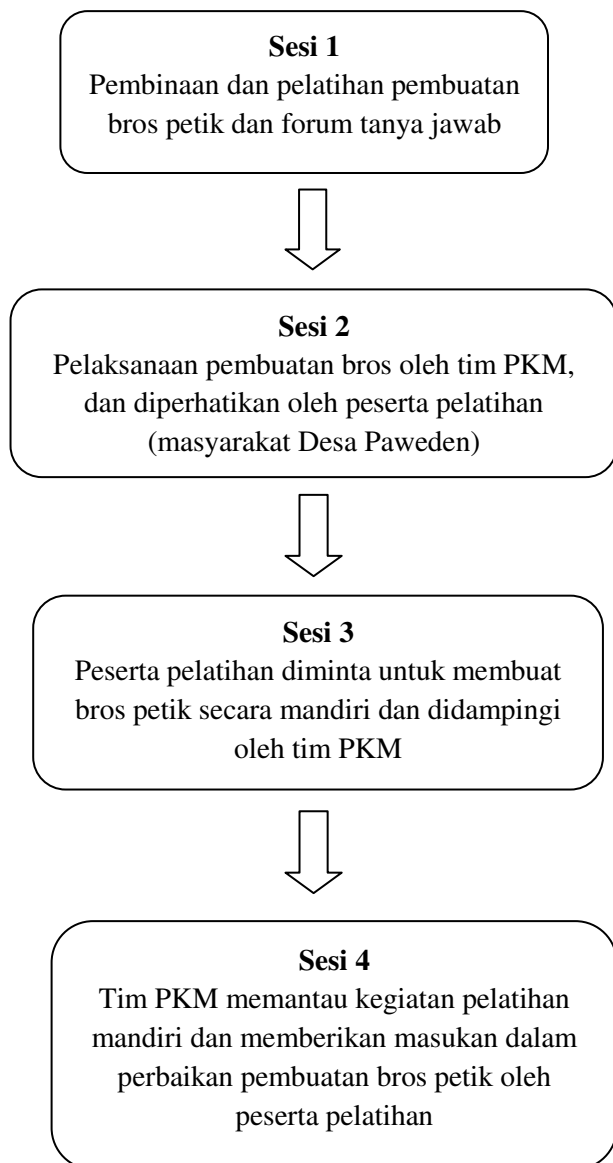 Sesi 1
Pembinaan dan pelatihan pembuatan
bros petik dan forum tanya jawab
Sesi 2
Pelaksanaan pembuatan bros oleh tim PKM,
dan diperhatikan oleh peserta pelatihan
(masyarakat Desa Paweden)
Sesi 3
Peserta pelatihan diminta untuk membuat
bros petik secara mandiri dan didampingi
oleh tim PKM
Sesi 4
Tim PKM memantau kegiatan pelatihan
mandiri dan memberikan masukan dalam
perbaikan pembuatan bros petik oleh
peserta pelatihan